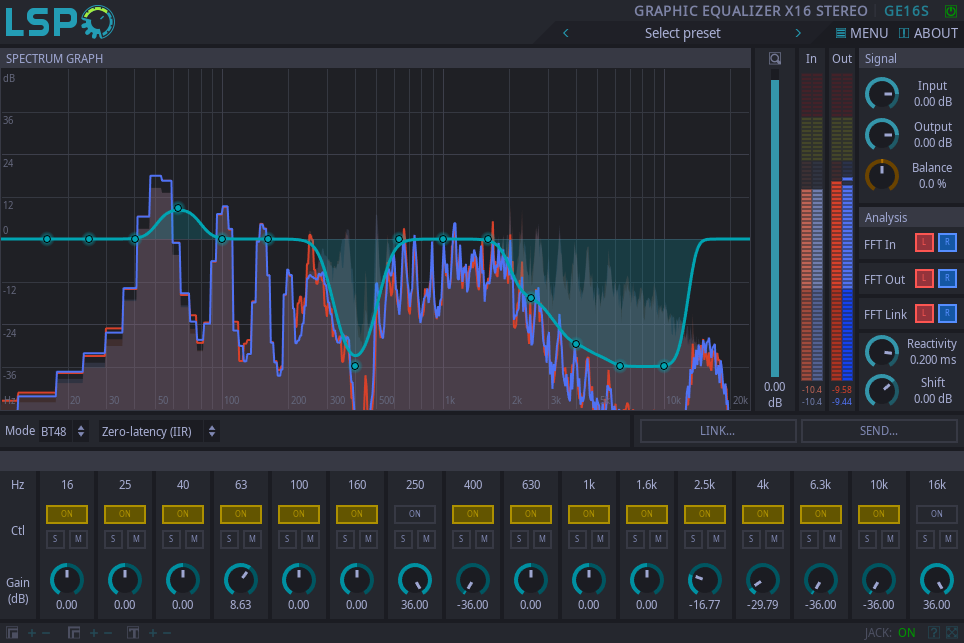 LSP
GRAPHIC EQUALIZER X16 STEREO GE16S
Select preset
MENU
ABOUT
SPECTRUM GRAPH
In
Out
Signal
dB
36
24
12
0
-12
-24
-36
Hz 20 30 50 100 200 300 500 1k 2k 3k 5k 10k 20k
0.00
dB
-10.4
-10.4
-9.58
-9.44
Input
0.00 dB
Output
0.00 dB
Balance
0.0 %
Analysis
FFT In L R
FFT Out L R
FFT Link L R
Reactivity
0.200 ms
Shift
0.00 dB
Mode BT48 Zero-latency (IIR)
LINK...
SEND...
Hz 16 25 40 63 100 160 250 400 630 1k 1.6k 2.5k 4k 6.3k 10k 16k
Ctl
ON ON ON ON ON ON ON ON ON ON ON ON ON ON ON ON
S M S M S M S M S M S M S M S M S M S M S M S M S M S M S M S M
Gain
(dB)
0.00 0.00 0.00 8.63 0.00 0.00 36.00 -36.00 0.00 0.00 0.00 -16.77 -29.79 -36.00 -36.00 36.00
JACK: ON